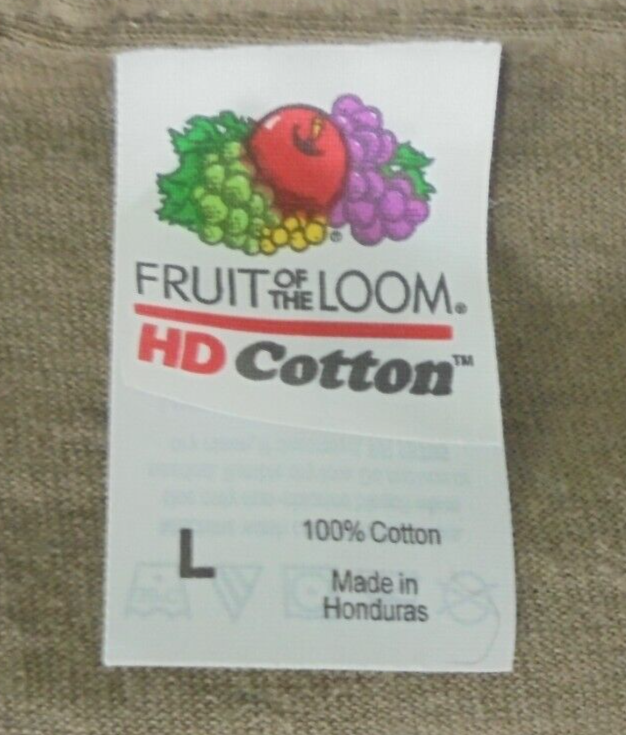 FRUIT OF THE LOOM®
HD Cotton™
L
100% Cotton
Made in
Honduras